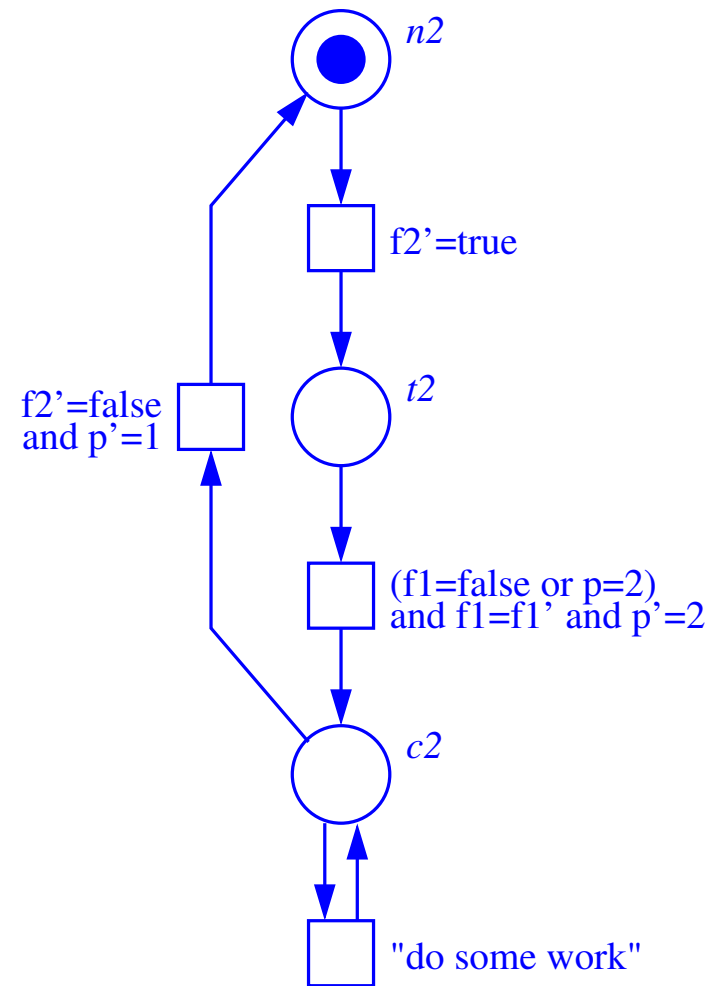 n2
f2’=true
t2
f2’=false
and p’=1
(f1=false or p=2)
and f1=f1’ and p’=2
c2
"do some work"